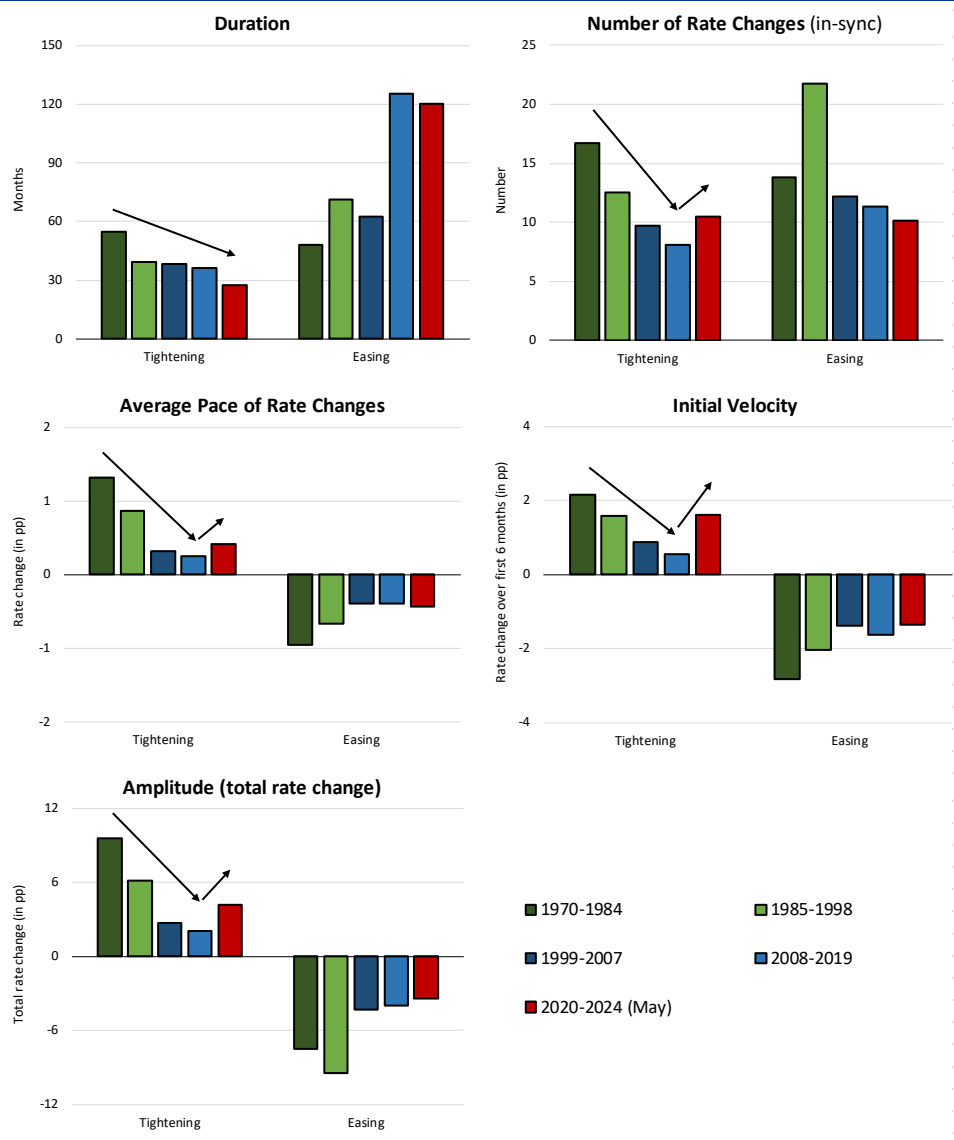 Duration
150
120
90
60
30
0
Months
Tightening
Easing
Number of Rate Changes (in-sync)
25
20
15
10
5
0
Number
Tightening
Easing
Average Pace of Rate Changes
2
1
0
-1
-2
Rate change (in pp)
Tightening
Easing
Initial Velocity
4
2
0
-2
-4
Rate change over first 6 months (in pp)
Tightening
Easing
Amplitude (total rate change)
12
6
0
-6
-12
Total rate change (in pp)
Tightening
Easing
1970-1984
1985-1998
1999-2007
2008-2019
2020-2024 (May)